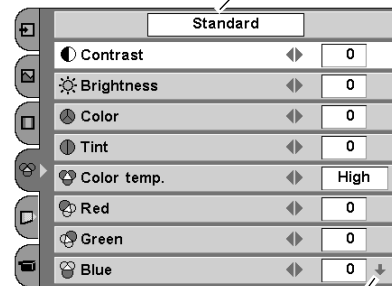 Standard
Contrast 0
Brightness 0
Color 0
Tint 0
Color temp. High
Red 0
Green 0
Blue 0